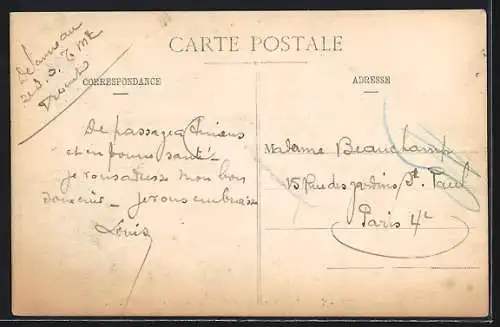 CARTE POSTALE
CORRESPONDANCE
ADRESSE
De passage a
et en bonne santé
je vous adresse mon bon
souvenir – je vous embrasse
Louis
Madame Beauchamp
15 Rue des jardins St. Paul
Paris 4e